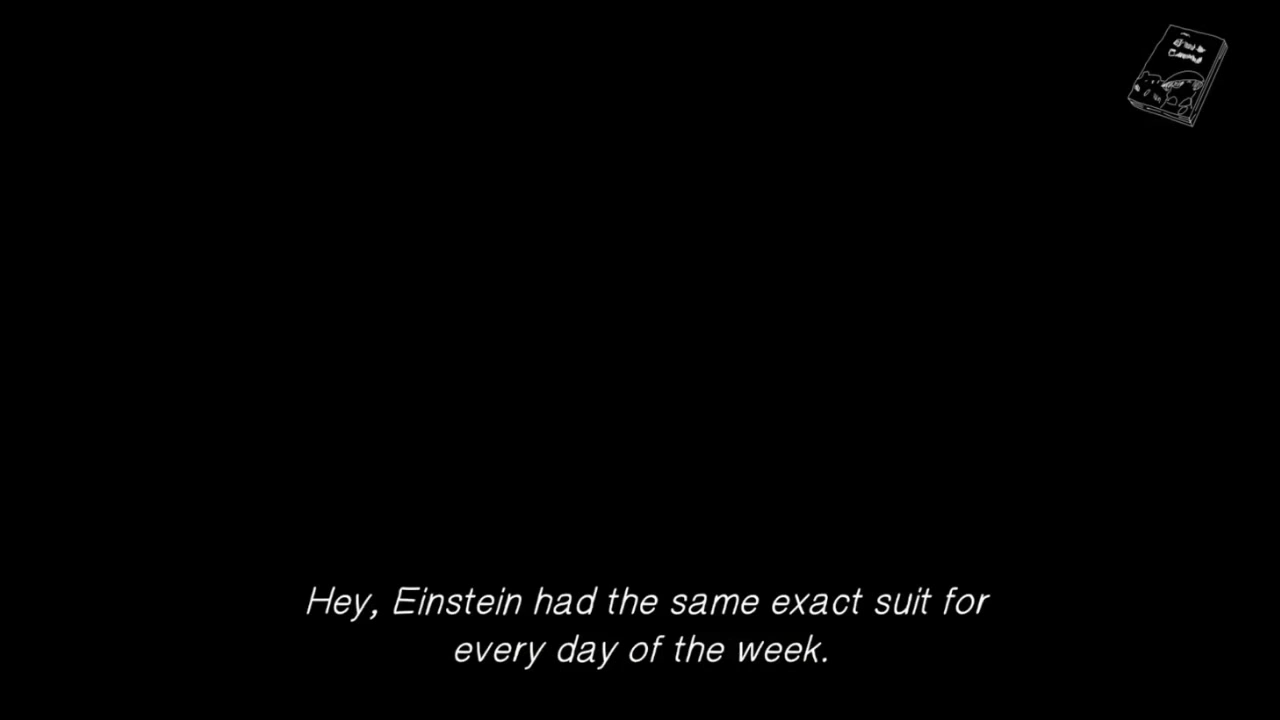 Hey, Einstein had the same exact suit for
every day of the week.